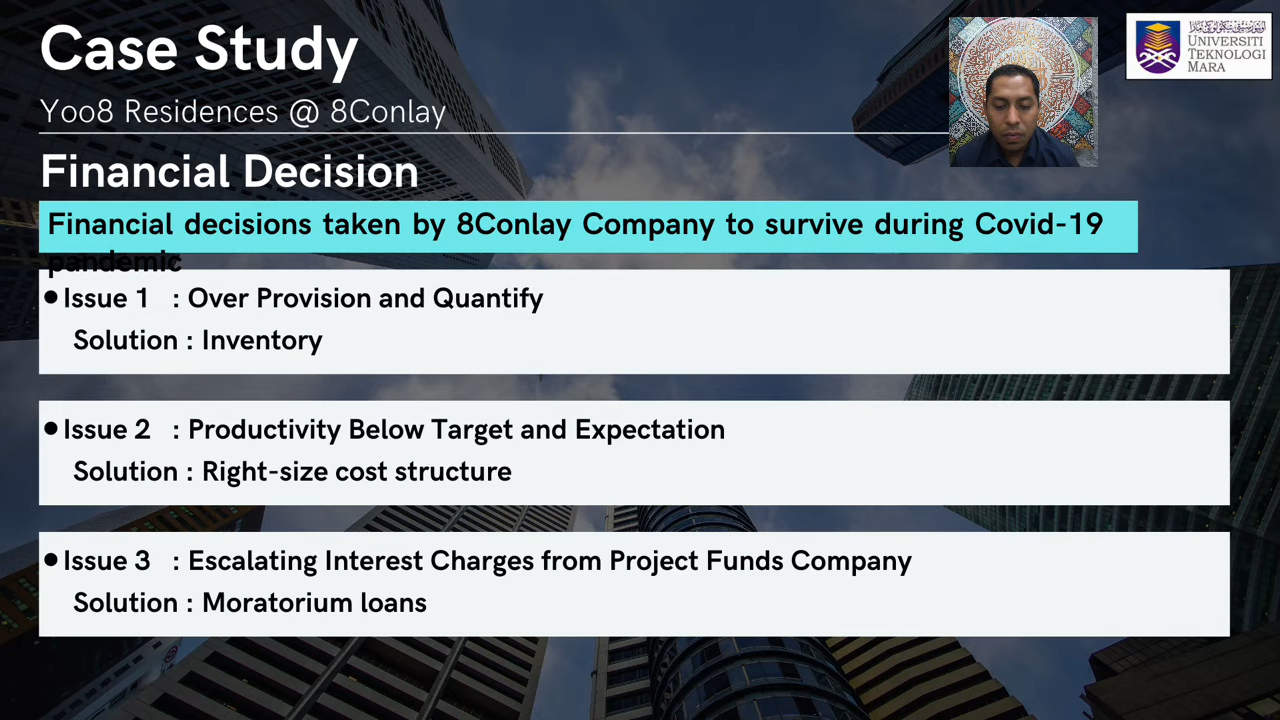 Case Study
Yoo8 Residences @ 8Conlay
UNIVERSITI
TEKNOLOGI
MARA
Financial Decision
Financial decisions taken by 8Conlay Company to survive during Covid-19
pandemic
● Issue 1 : Over Provision and Quantify
Solution : Inventory
● Issue 2 : Productivity Below Target and Expectation
Solution : Right-size cost structure
● Issue 3 : Escalating Interest Charges from Project Funds Company
Solution : Moratorium loans